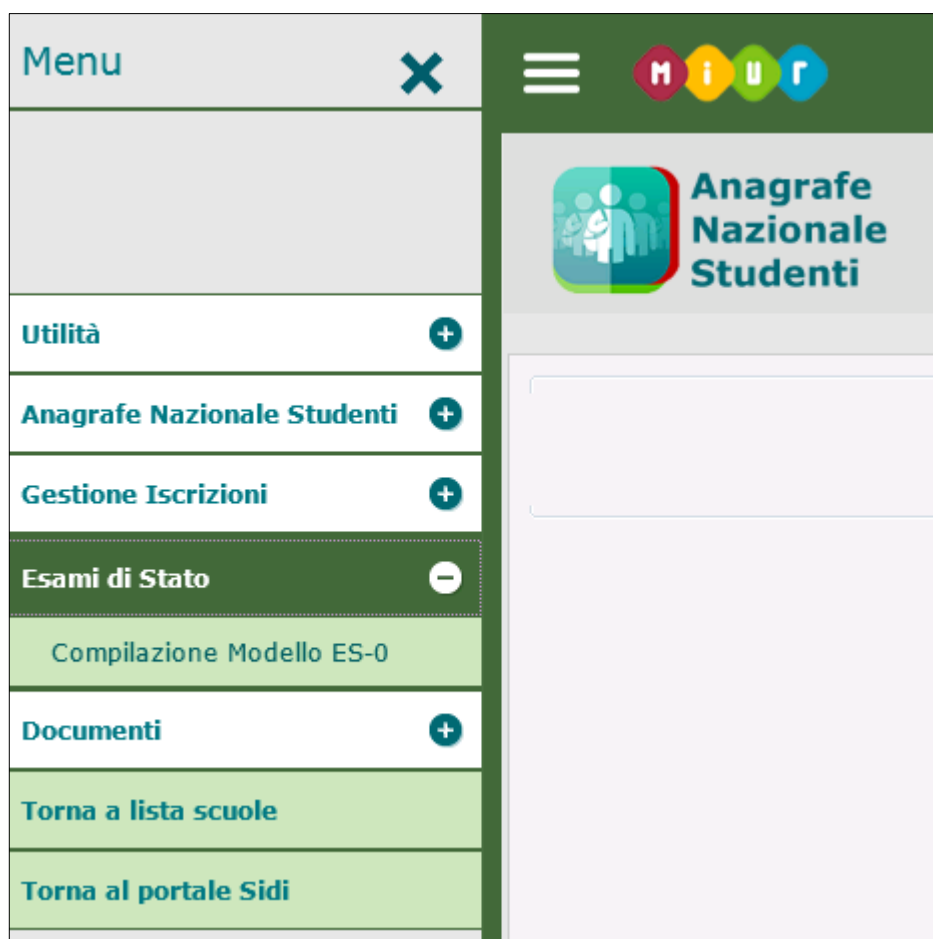 Menu
Utilità
Anagrafe Nazionale Studenti
Gestione Iscrizioni
Esami di Stato
Compilazione Modello ES-0
Documenti
Torna a lista scuole
Torna al portale Sidi
MiUr
Anagrafe
Nazionale
Studenti